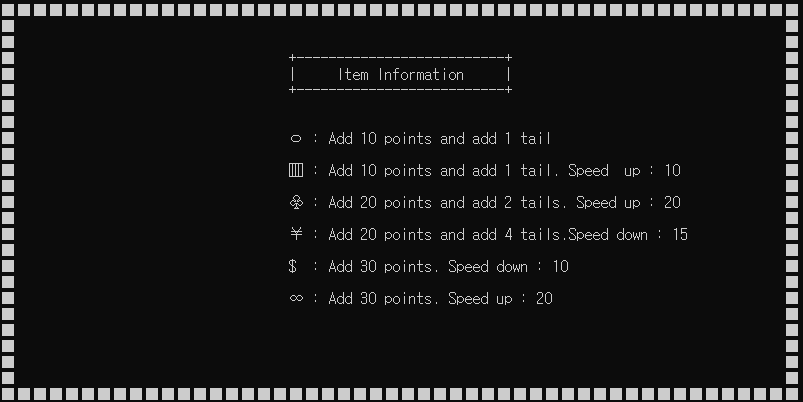 Item Information
○ : Add 10 points and add 1 tail
▥ : Add 10 points and add 1 tail. Speed  up : 10
♧ : Add 20 points and add 2 tails. Speed up : 20
¥ : Add 20 points and add 4 tails.Speed down : 15
$ : Add 30 points. Speed down : 10
∞ : Add 30 points. Speed up : 20